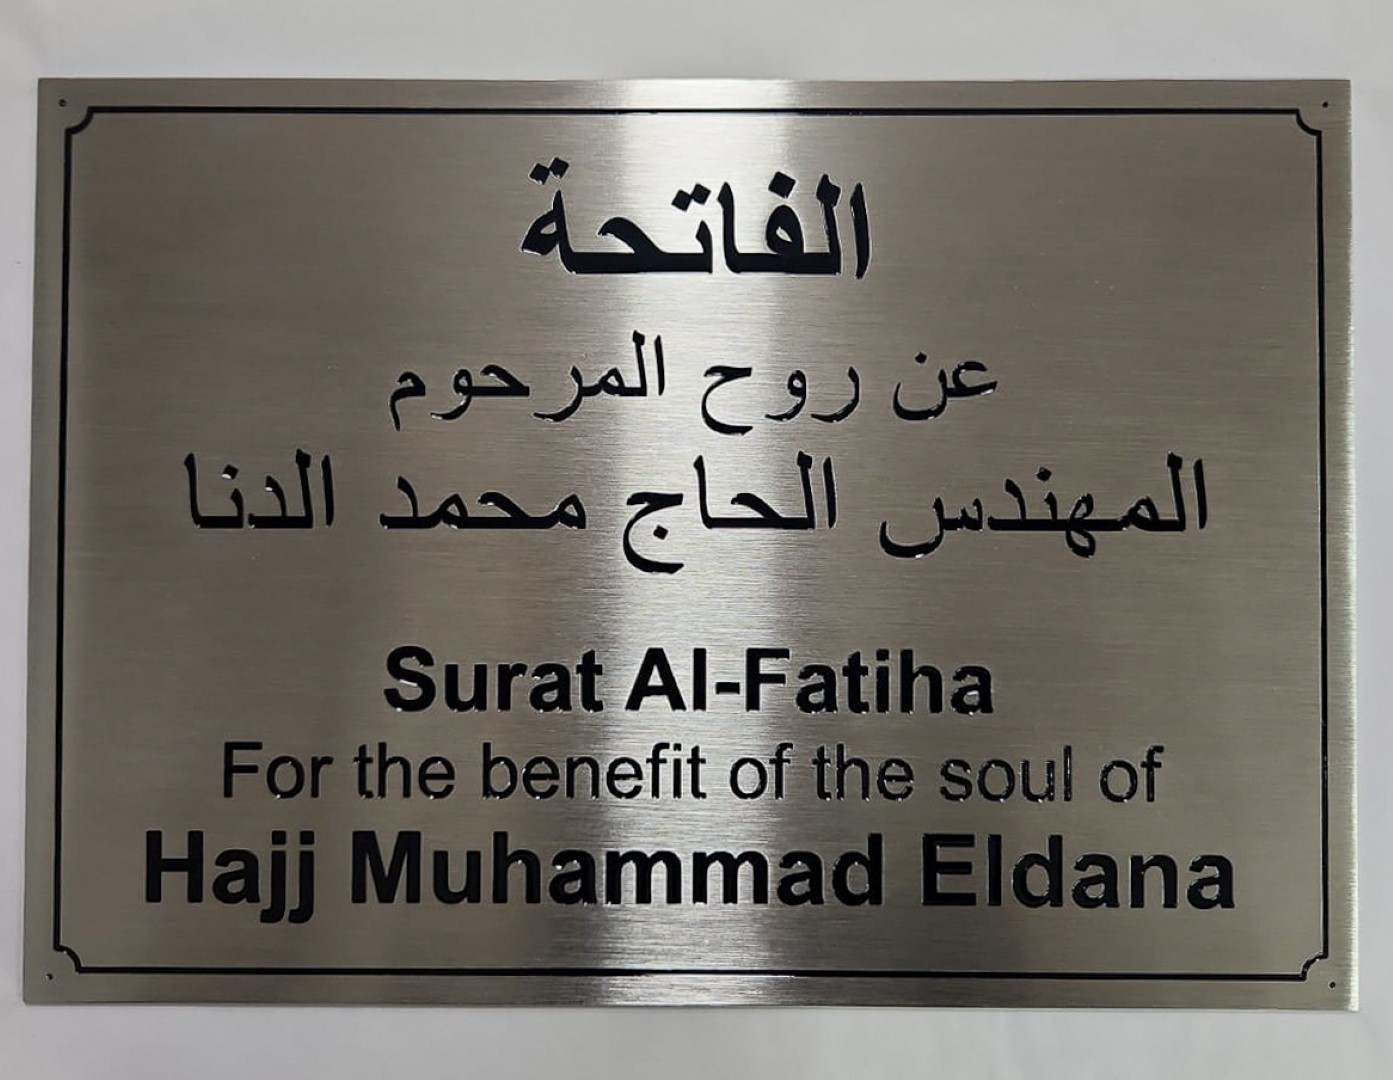 الفاتحة
عن روح المرحوم
المهندس الحاج محمد الدنا
Surat Al-Fatiha
For the benefit of the soul of
Hajj Muhammad Eldana